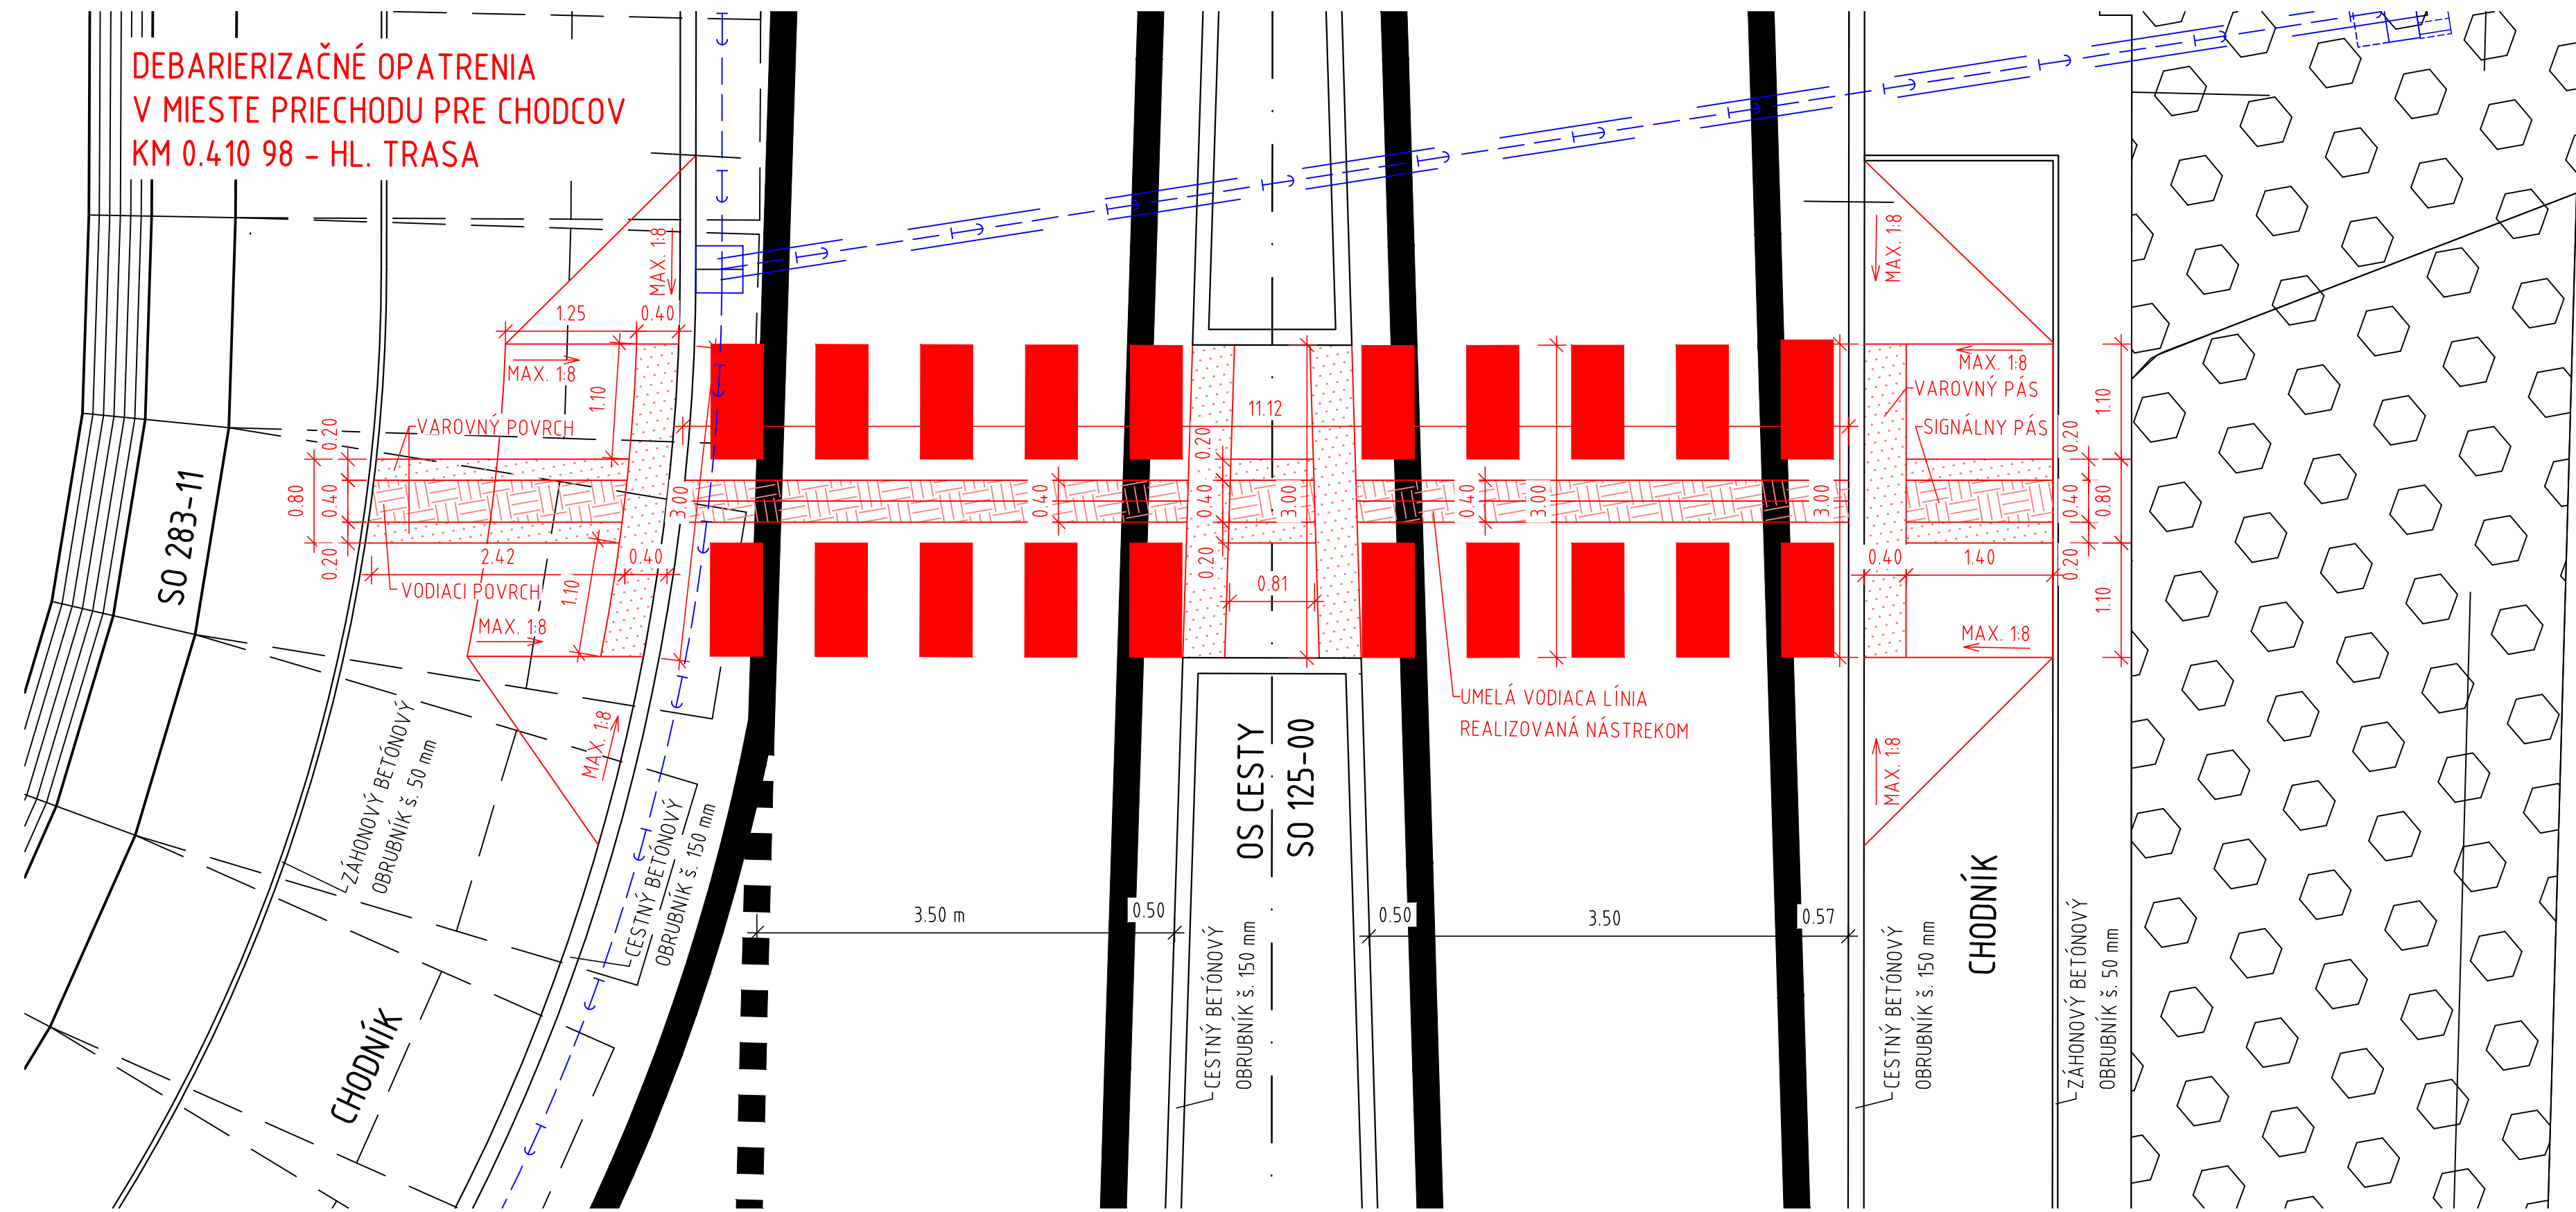 DEBARIERIZAČNÉ OPATRENIA
V MIESTE PRIECHODU PRE CHODCOV
KM 0.410 98 - HL. TRASA
MAX. 1:8
MAX. 1:8
1.25
0.40
MAX. 1:8
1.10
MAX. 1:8
VAROVNÝ PÁS
1.10
11.12
VAROVNÝ POVRCH
SIGNÁLNY PÁS
0.20
0.20
0.20
0.80
0.40
3.00
0.40
0.40
3.00
0.40
3.00
3.00
0.40
0.80
0.20
2.42
0.40
0.20
0.81
0.40
1.40
0.20
VODIACI POVRCH
1.10
1.10
MAX. 1:8
MAX. 1:8
SO 283-11
UMELÁ VODIACA LÍNIA
REALIZOVANÁ NÁSTREKOM
MAX. 1:8
MAX. 1:8
ZÁHONOVÝ BETÓNOVÝ
OBRUBNÍK š. 50 mm
CESTNÝ BETÓNOVÝ
OBRUBNÍK š. 150 mm
OS CESTY
SO 125-00
3.50 m
0.50
0.50
3.50
0.57
CESTNÝ BETÓNOVÝ
OBRUBNÍK š. 150 mm
CESTNÝ BETÓNOVÝ
OBRUBNÍK š. 150 mm
CHODNÍK
ZÁHONOVÝ BETÓNOVÝ
OBRUBNÍK š. 50 mm
CHODNÍK